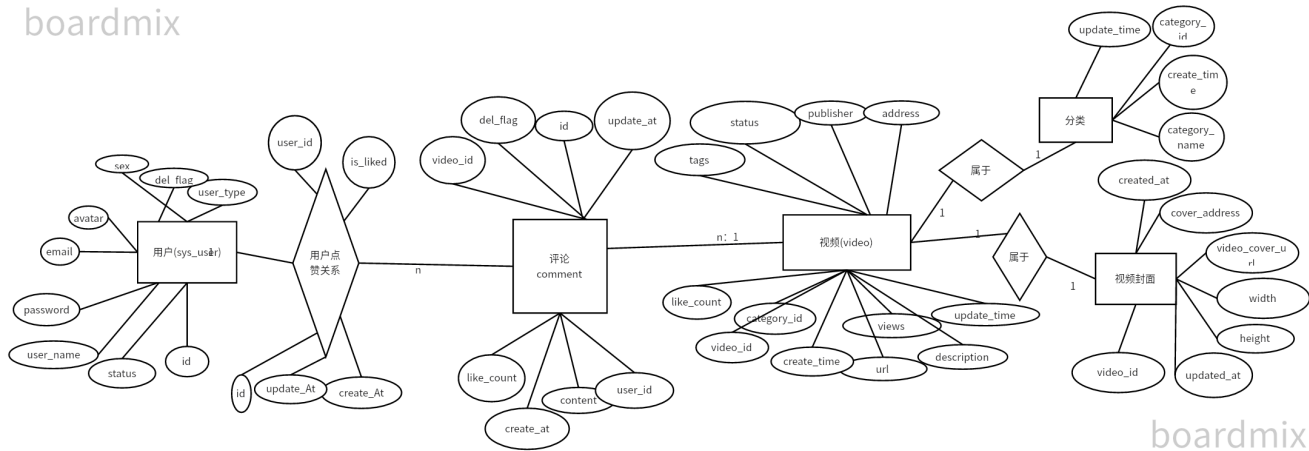 boardmix
update_time
category_
id
create_tim
e
category_
name
分类
属于
1
1
user_id
is_liked
用户点
赞关系
id
update_At
create_At
sex
del_flag
user_type
avatar
email
password
user_name
status
id
用户(sys_user)
1
n
video_id
del_flag
id
update_at
评论
comment
like_count
create_at
content
user_id
n：1
tags
status
publisher
address
视频(video)
like_count
category_id
video_id
create_time
url
views
description
update_time
1
属于
1
created_at
cover_address
video_cover_u
rl
width
height
updated_at
video_id
视频封面
boardmix